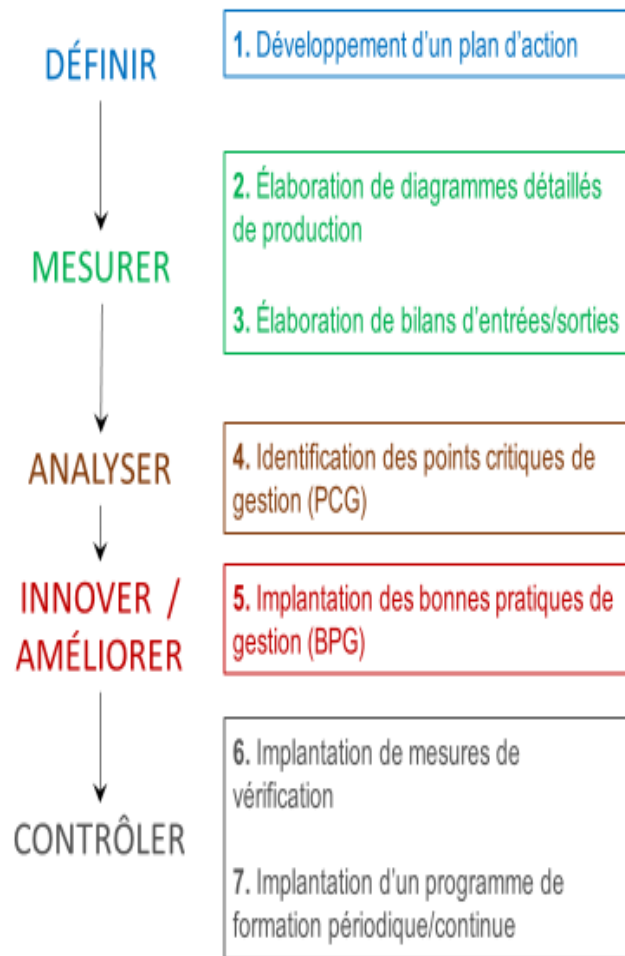 DÉFINIR
1. Développement d'un plan d'action
MESURER
2. Élaboration de diagrammes détaillés
de production
3. Élaboration de bilans d'entrées/sorties
ANALYSER
4. Identification des points critiques de
gestion (PCG)
INNOVER /
AMÉLIORER
5. Implantation des bonnes pratiques de
gestion (BPG)
CONTRÔLER
6. Implantation de mesures de
vérification
7. Implantation d'un programme de
formation périodique/continue